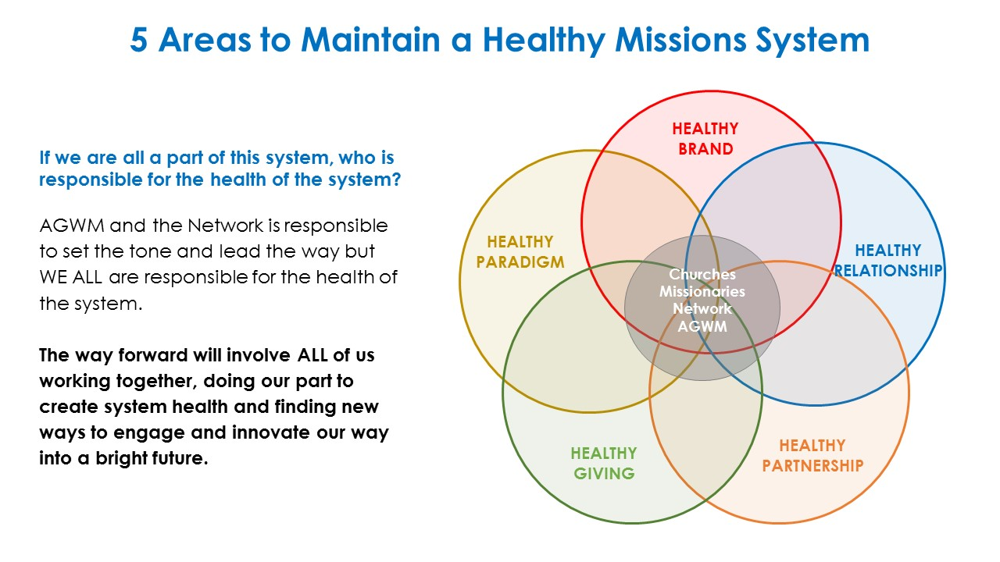 5 Areas to Maintain a Healthy Missions System
If we are all a part of this system, who is
responsible for the health of the system?
AGWM and the Network is responsible
to set the tone and lead the way but
WE ALL are responsible for the health of
the system.
The way forward will involve ALL of us
working together, doing our part to
create system health and finding new
ways to engage and innovate our way
into a bright future.
HEALTHY
BRAND
HEALTHY
PARADIGM
HEALTHY
RELATIONSHIP
Churches
Missionaries
Network
AGWM
HEALTHY
GIVING
HEALTHY
PARTNERSHIP